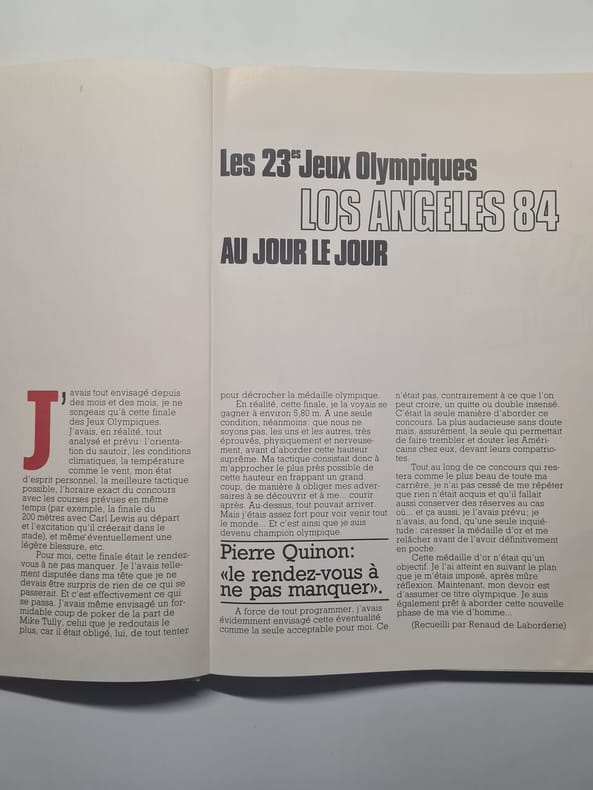 Les 23es Jeux Olympiques
LOS ANGELES 84
AU JOUR LE JOUR
J'avais tout envisagé depuis
des mois et des mois, je ne
songeais qu'à cette finale
des Jeux Olympiques.
J'avais, en réalité, tout
analysé et prévu: l'orienta-
tion du sautoir, les conditions
climatiques, la température
comme le vent, mon état
d'esprit personnel, la meilleure tactique
possible, l'horaire exact du concours
avec les courses prévues en même
temps (par exemple, la finale du
200 mètres avec Carl Lewis au départ
et l'excitation qu'il créerait dans le
stade), et même éventuellement une
légère blessure, etc.
Pour moi, cette finale était le rendez-
vous à ne pas manquer. Je l'avais telle-
ment disputée dans ma tête que je ne
devais être surpris de rien de ce qui se
passerait. Et c'est effectivement ce qui
se passa. J'avais même envisagé un for-
midable coup de poker de la part de
Mike Tully, celui que je redoutais le
plus, car il était obligé, lui, de tout tenter
pour décrocher la médaille olympique.
En réalité, cette finale, je la voyais se
gagner à environ 5,80 m. A une seule
condition, néanmoins: que nous ne
soyons pas, les uns et les autres, très
éprouvés, physiquement et nerveuse-
ment, avant d'aborder cette hauteur
suprême. Ma tactique consistait donc à
m'approcher le plus près possible de
cette hauteur en frappant un grand
coup, de manière à obliger mes adver-
saires à se découvrir et à me... courir
après. Au-dessus, tout pouvait arriver.
Mais j'étais assez fort pour voir venir tout
le monde... Et c'est ainsi que je suis
devenu champion olympique.
Pierre Quinon:
«le rendez-vous à
ne pas manquer».
A force de tout programmer, j'avais
évidemment envisagé cette éventualité
comme la seule acceptable pour moi. Ce
n'était pas, contrairement à ce que l'on
peut croire, un quitte ou double insensé.
C'était la seule manière d'aborder ce
concours. La plus audacieuse sans doute
mais, assurément, la seule qui permettait
de faire trembler et douter les Améri-
cains chez eux, devant leurs compatrio-
tes.
Tout au long de ce concours qui res-
tera comme le plus beau de toute ma
carrière, je n'ai pas cessé de me répéter
que rien n'était acquis et qu'il fallait
aussi conserver des réserves au cas
où... et ça aussi, je l'avais prévu; je
n'avais, au fond, qu'une seule inquié-
tude: caresser la médaille d'or et me
relâcher avant de l'avoir définitivement
en poche.
Cette médaille d'or n'était qu'un
objectif. Je l'ai atteint en suivant le plan
que je m'étais imposé, après mûre
réflexion. Maintenant, mon devoir est
d'assumer ce titre olympique. Je suis
également prêt à aborder cette nouvelle
phase de ma vie d'homme...
(Recueilli par Renaud de Laborderie)